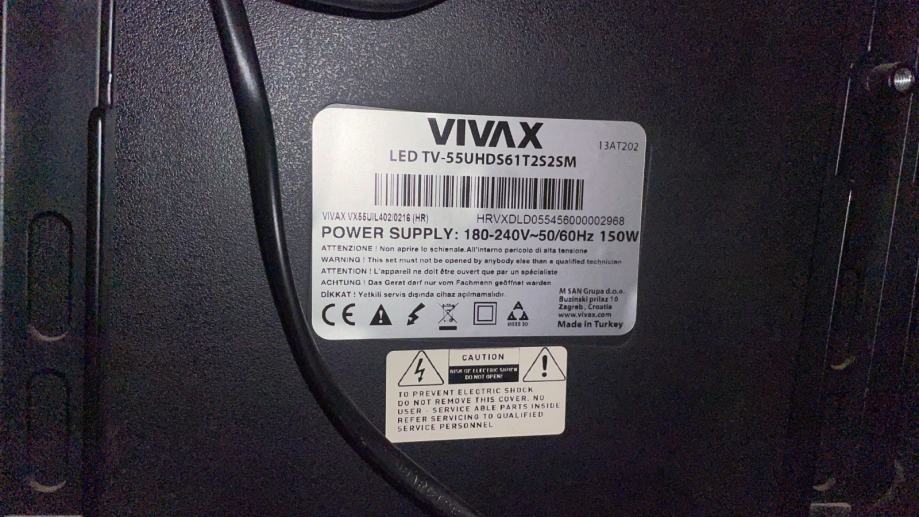 VIVAX
13AT202
LED TV-55UHDS61T2S2SM
VIVAX VX55UIL402/0216 (HR)
HRVXDLD055456000002968
POWER SUPPLY: 180-240V~50/60Hz 150W
ATTENZIONE ! Non aprire lo schienale.All'interno pericolo di alta tensione
WARNING ! This set must not be opened by anybody else than a qualified technician
ATTENTION ! L'appareil ne doit être ouvert que par un spécialiste
ACHTUNG ! Das Gerat darf nur vom Fachmann geöffnet warden
DİKKAT ! Yetkili servis dışında cihaz açılmamalıdır.
M SAN Grupa d.o.o.
Buzinski prilaz 10
Zagreb, Croatia
www.vivax.com
Made in Turkey
CE
CAUTION
RISK OF ELECTRIC SHOCK
DO NOT OPEN!
TO PREVENT ELECTRIC SHOCK
DO NOT REMOVE THIS COVER. NO
USER - SERVICE ABLE PARTS INSIDE
REFER SERVICING TO QUALIFIED
SERVICE PERSONNEL